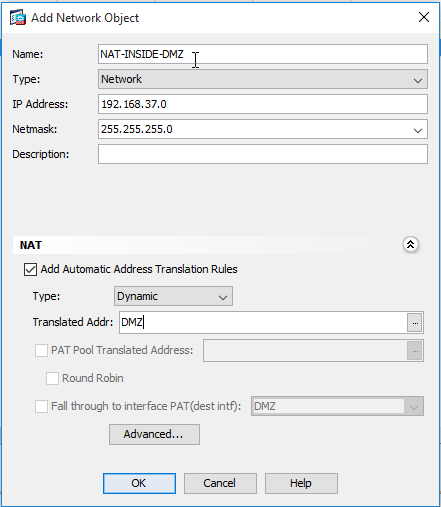 Add Network Object
Name: NAT-INSIDE-DMZ
Type: Network
IP Address: 192.168.37.0
Netmask: 255.255.255.0
Description:
NAT
Add Automatic Address Translation Rules
Type: Dynamic
Translated Addr: DMZ ...
PAT Pool Translated Address: ...
Round Robin
Fall through to interface PAT(dest intf): DMZ
Advanced...
OK Cancel Help